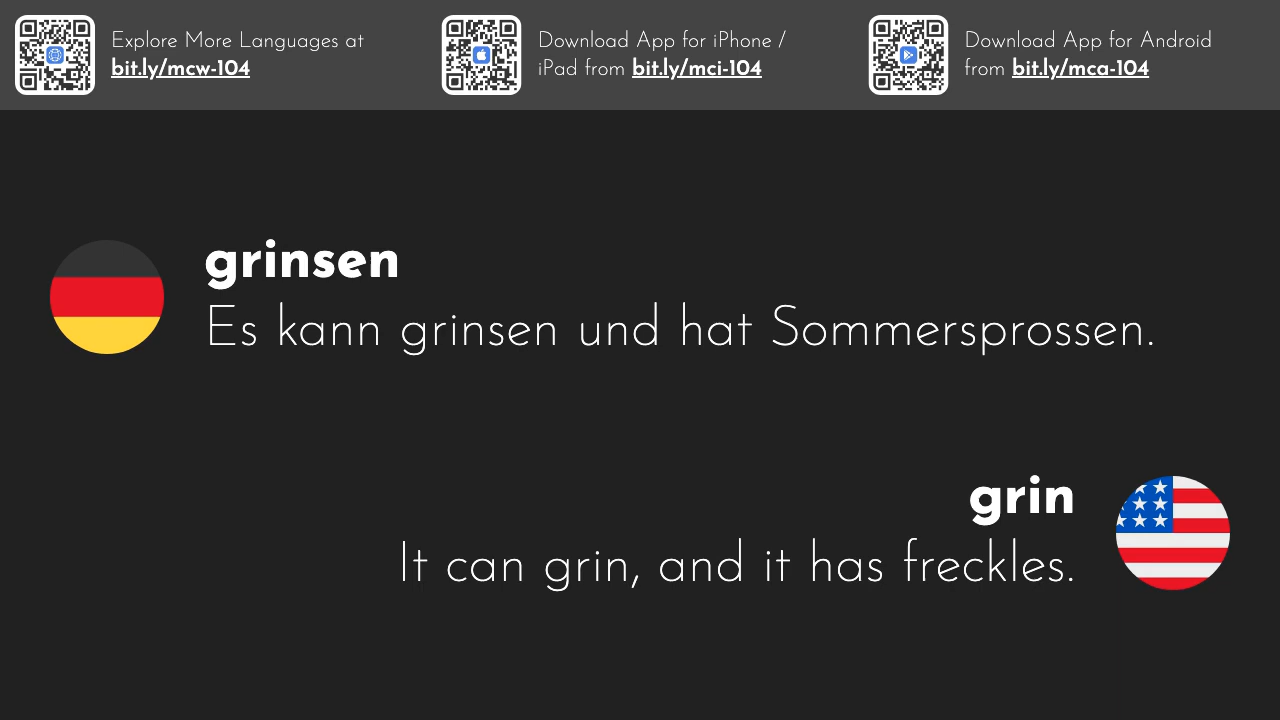 Explore More Languages at
bit.ly/mcw-104
Download App for iPhone /
iPad from bit.ly/mci-104
Download App for Android
from bit.ly/mca-104
grinsen
Es kann grinsen und hat Sommersprossen.
grin
It can grin, and it has freckles.